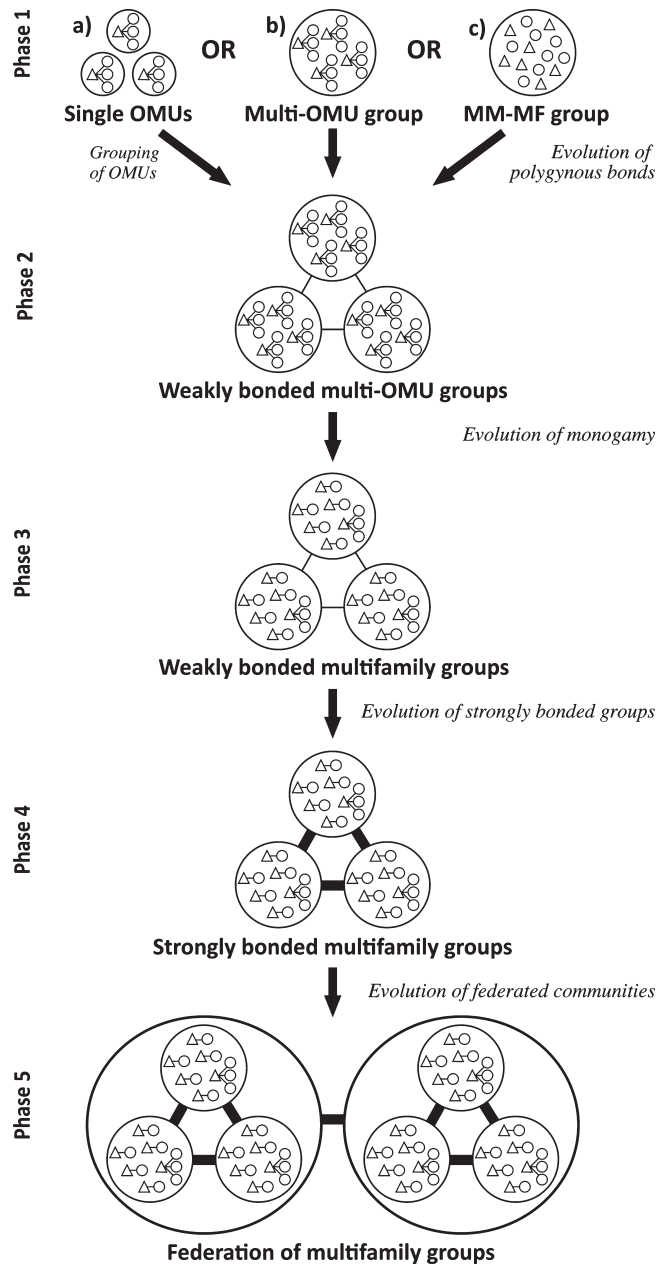 Phase 1
a)
OR
b)
OR
c)
Single OMUs
Multi-OMU group
MM-MF group
Grouping
of OMUs
Evolution of
polygynous bonds
Phase 2
Weakly bonded multi-OMU groups
Evolution of monogamy
Phase 3
Weakly bonded multifamily groups
Evolution of strongly bonded groups
Phase 4
Strongly bonded multifamily groups
Evolution of federated communities
Phase 5
Federation of multifamily groups